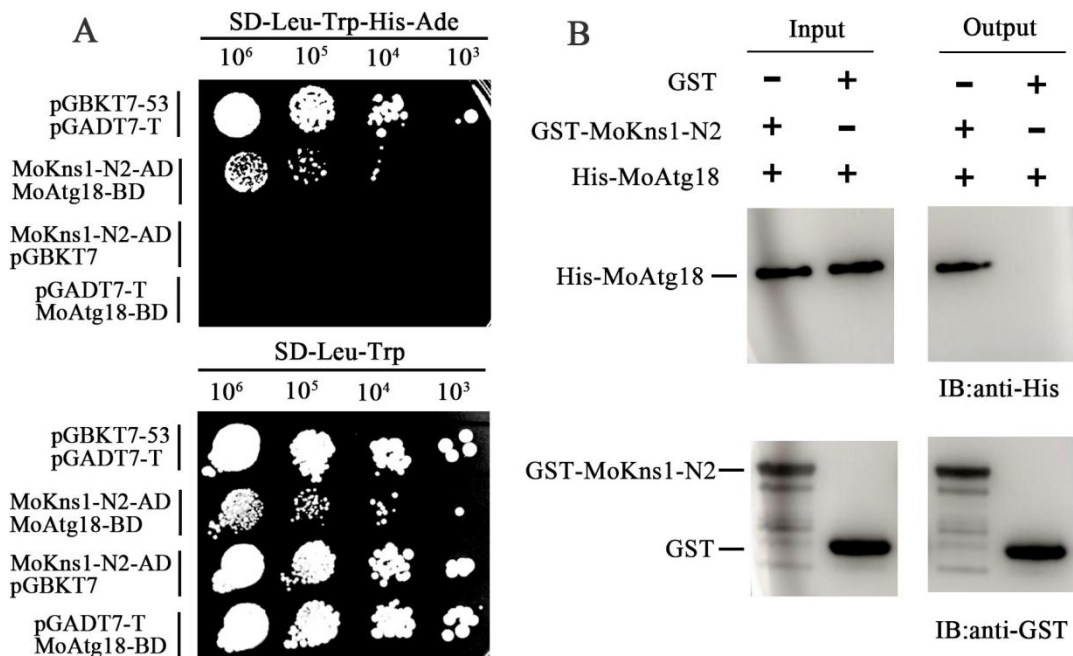 A
SD-Leu-Trp-His-Ade
10⁶ 10⁵ 10⁴ 10³
pGBKT7-53
pGADT7-T
MoKns1-N2-AD
MoAtg18-BD
MoKns1-N2-AD
pGBKT7
pGADT7-T
MoAtg18-BD
SD-Leu-Trp
10⁶ 10⁵ 10⁴ 10³
pGBKT7-53
pGADT7-T
MoKns1-N2-AD
MoAtg18-BD
MoKns1-N2-AD
pGBKT7
pGADT7-T
MoAtg18-BD
B
Input Output
GST - + - +
GST-MoKns1-N2 + - + -
His-MoAtg18 + + + +
His-MoAtg18
IB:anti-His
GST-MoKns1-N2
GST
IB:anti-GST